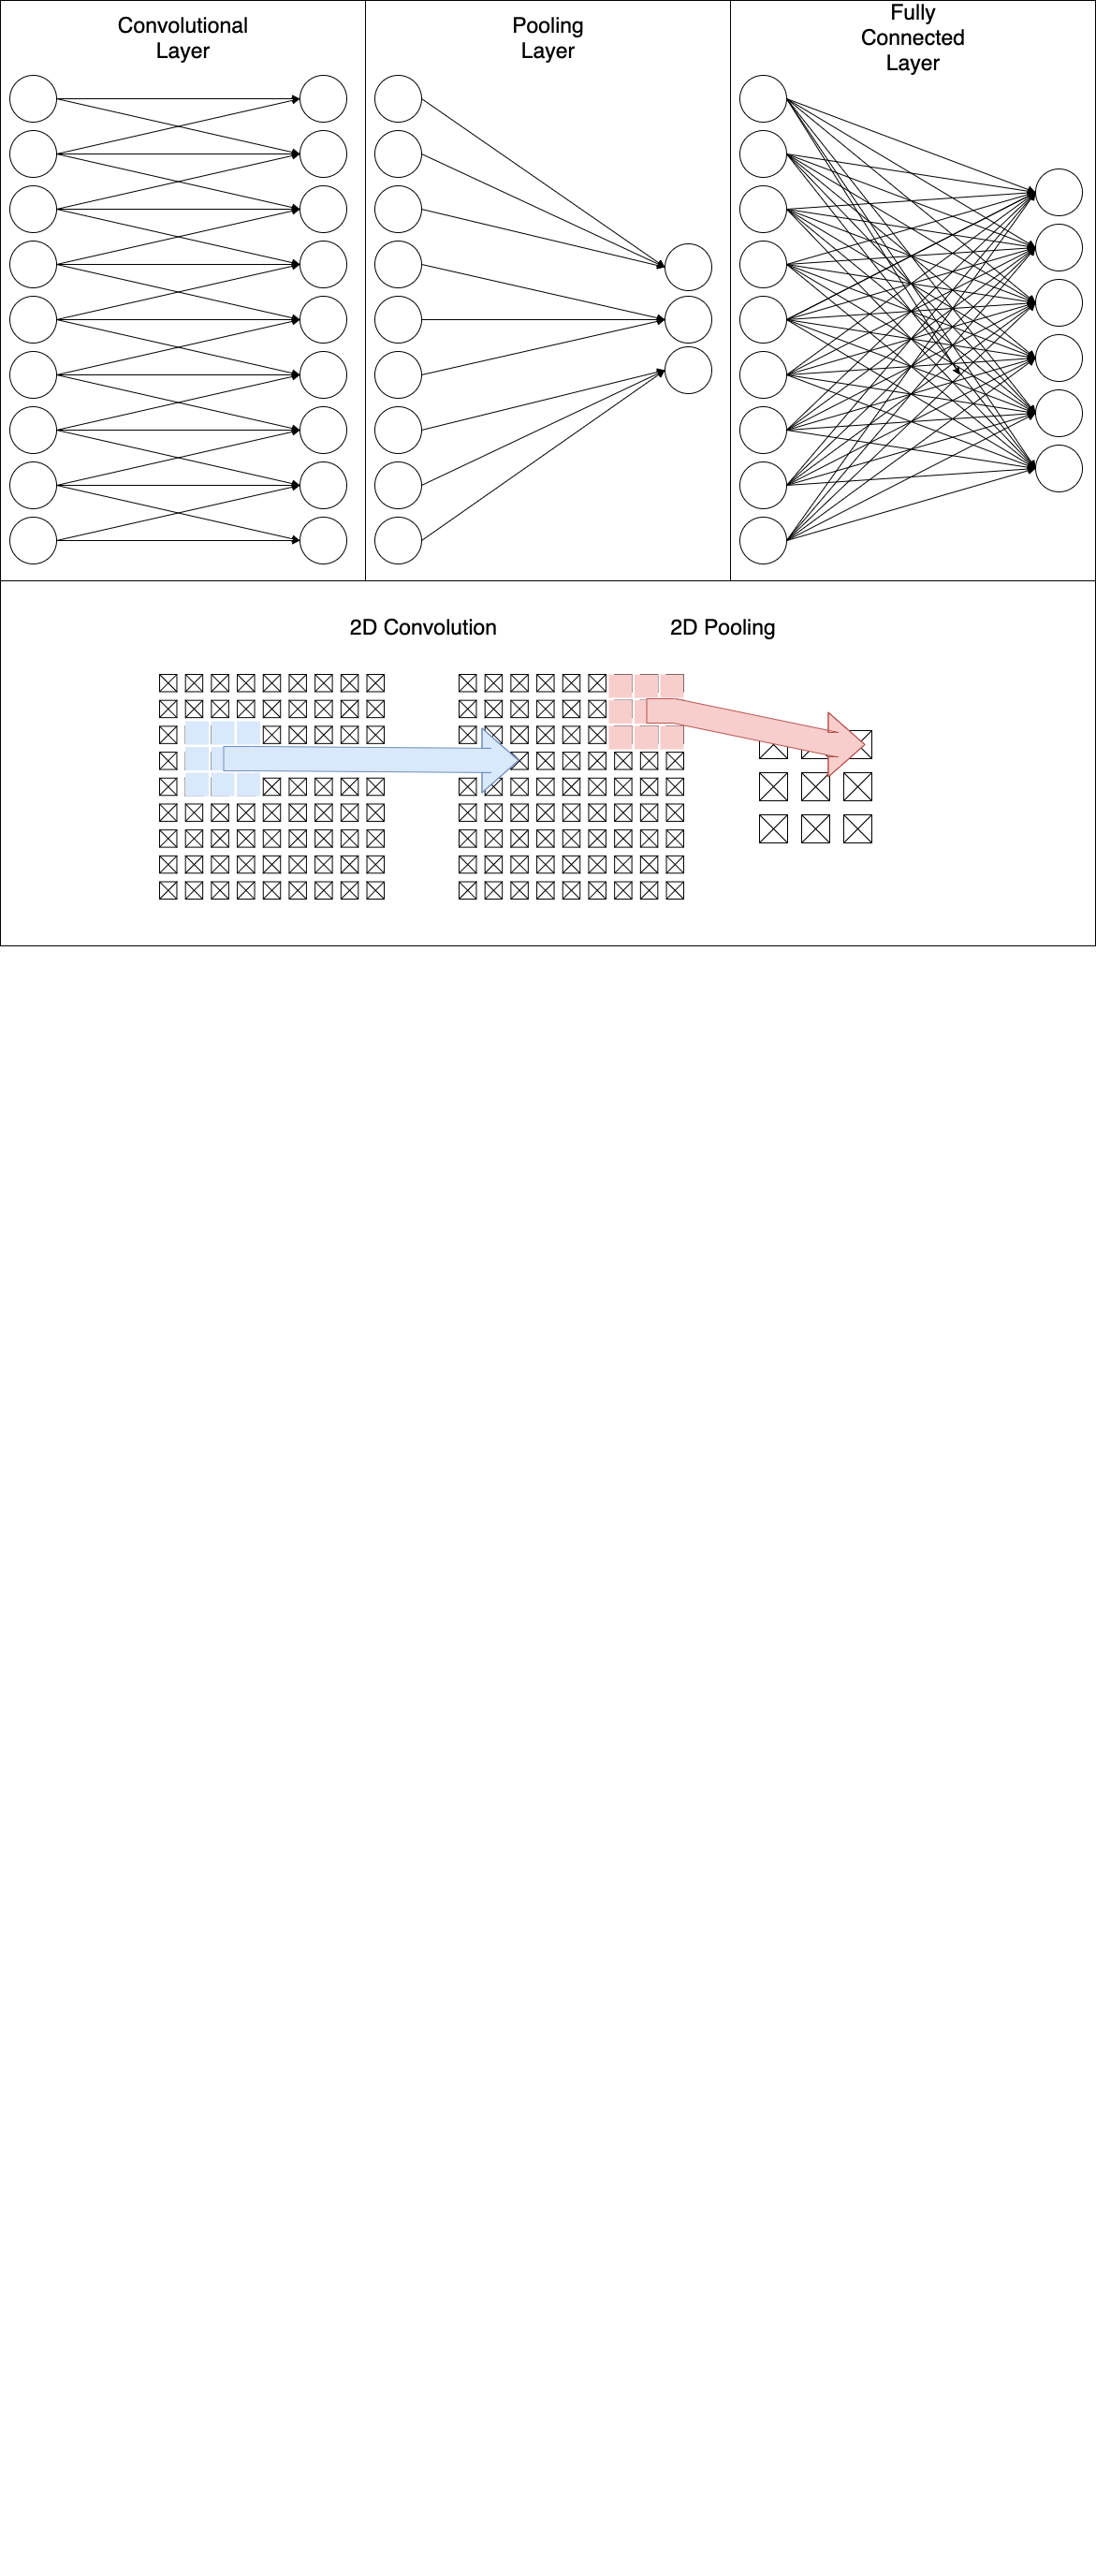 Convolutional
Layer
Pooling
Layer
Fully
Connected
Layer
2D Convolution
2D Pooling